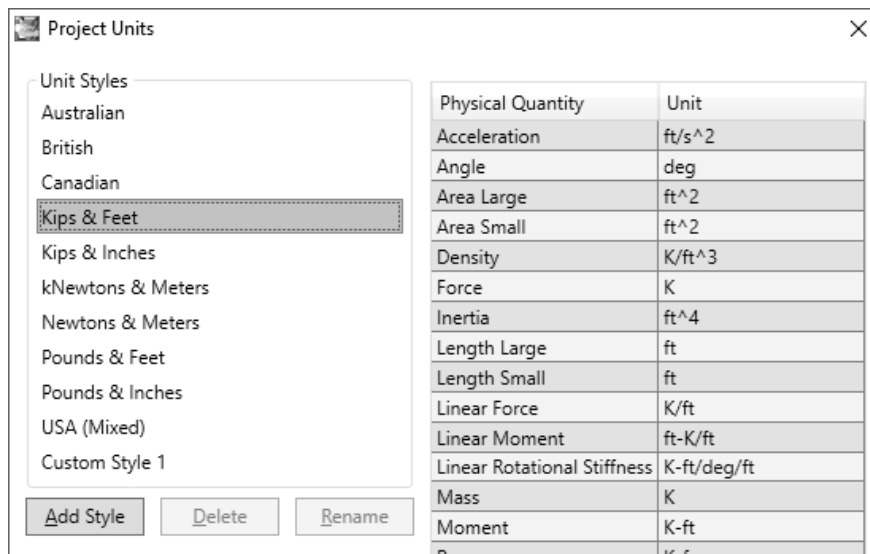 Project Units
Unit Styles
Australian
British
Canadian
Kips & Feet
Kips & Inches
kNewtons & Meters
Newtons & Meters
Pounds & Feet
Pounds & Inches
USA (Mixed)
Custom Style 1
Add Style Delete Rename
Physical Quantity Unit
Acceleration ft/s^2
Angle deg
Area Large ft^2
Area Small ft^2
Density K/ft^3
Force K
Inertia ft^4
Length Large ft
Length Small ft
Linear Force K/ft
Linear Moment ft-K/ft
Linear Rotational Stiffness K-ft/deg/ft
Mass K
Moment K-ft